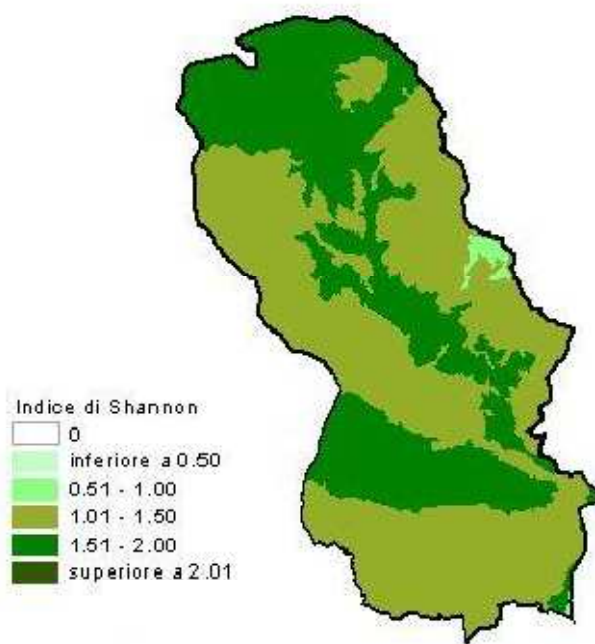 Indice di Shannon
0
inferiore a 0.50
0.51 - 1.00
1.01 - 1.50
1.51 - 2.00
superiore a 2.01